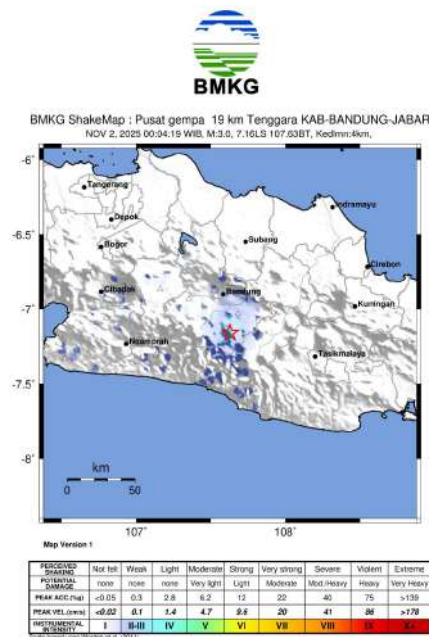 BMKG
BMKG ShakeMap : Pusat gempa 19 km Tenggara KAB-BANDUNG-JABAR
NOV 2, 2025 00:04:19 WIB, M:3.0, 7.16LS 107.63BT, Kedlmn:4km,
-6°
Tangerang
Depok
Indramayu
-6.5°
Bogor
Subang
Cirebon
Cibadak
Bandung
-7°
Kuningan
Tasikmalaya
-7.5°
-8°
km
0 50
107° 108°
Map Version 1
PERCEIVED SHAKING Not felt Weak Light Moderate Strong Very strong Severe Violent Extreme
POTENTIAL DAMAGE none none none Very light Light Moderate Mod./Heavy Heavy Very Heavy
PEAK ACC.(%g) <0.05 0.3 2.8 6.2 12 22 40 75 >139
PEAK VEL.(cm/s) <0.02 0.1 1.4 4.7 9.6 20 41 86 >178
INSTRUMENTAL INTENSITY I II-III IV V VI VII VIII IX X+